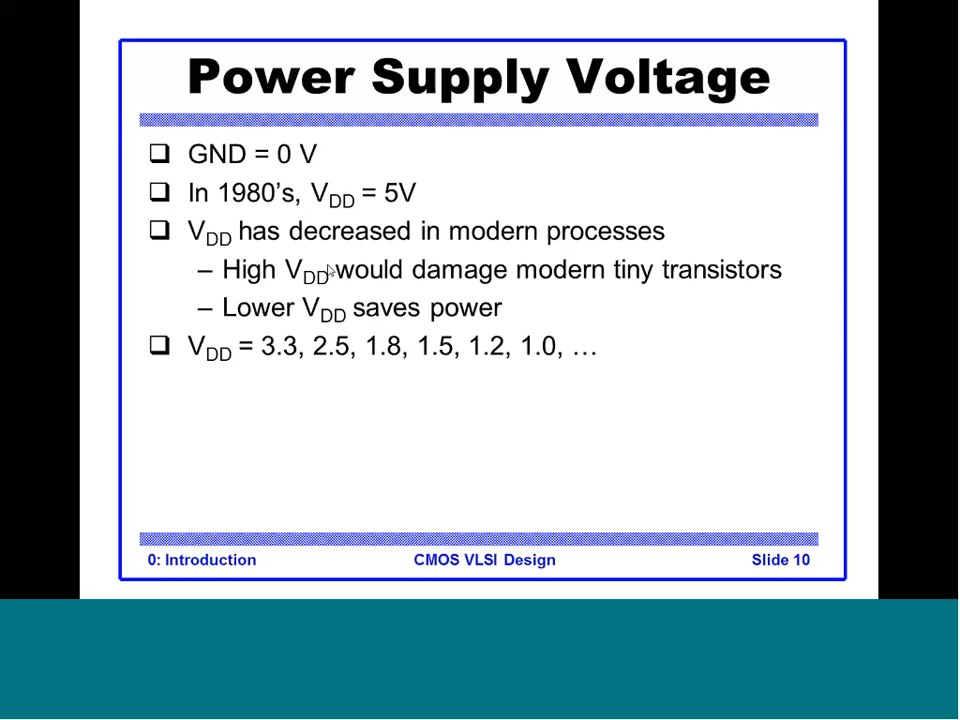 Power Supply Voltage
❑ GND = 0 V
❑ In 1980’s, VDD = 5V
❑ VDD has decreased in modern processes
– High VDD would damage modern tiny transistors
– Lower VDD saves power
❑ VDD = 3.3, 2.5, 1.8, 1.5, 1.2, 1.0, …
0: Introduction CMOS VLSI Design Slide 10